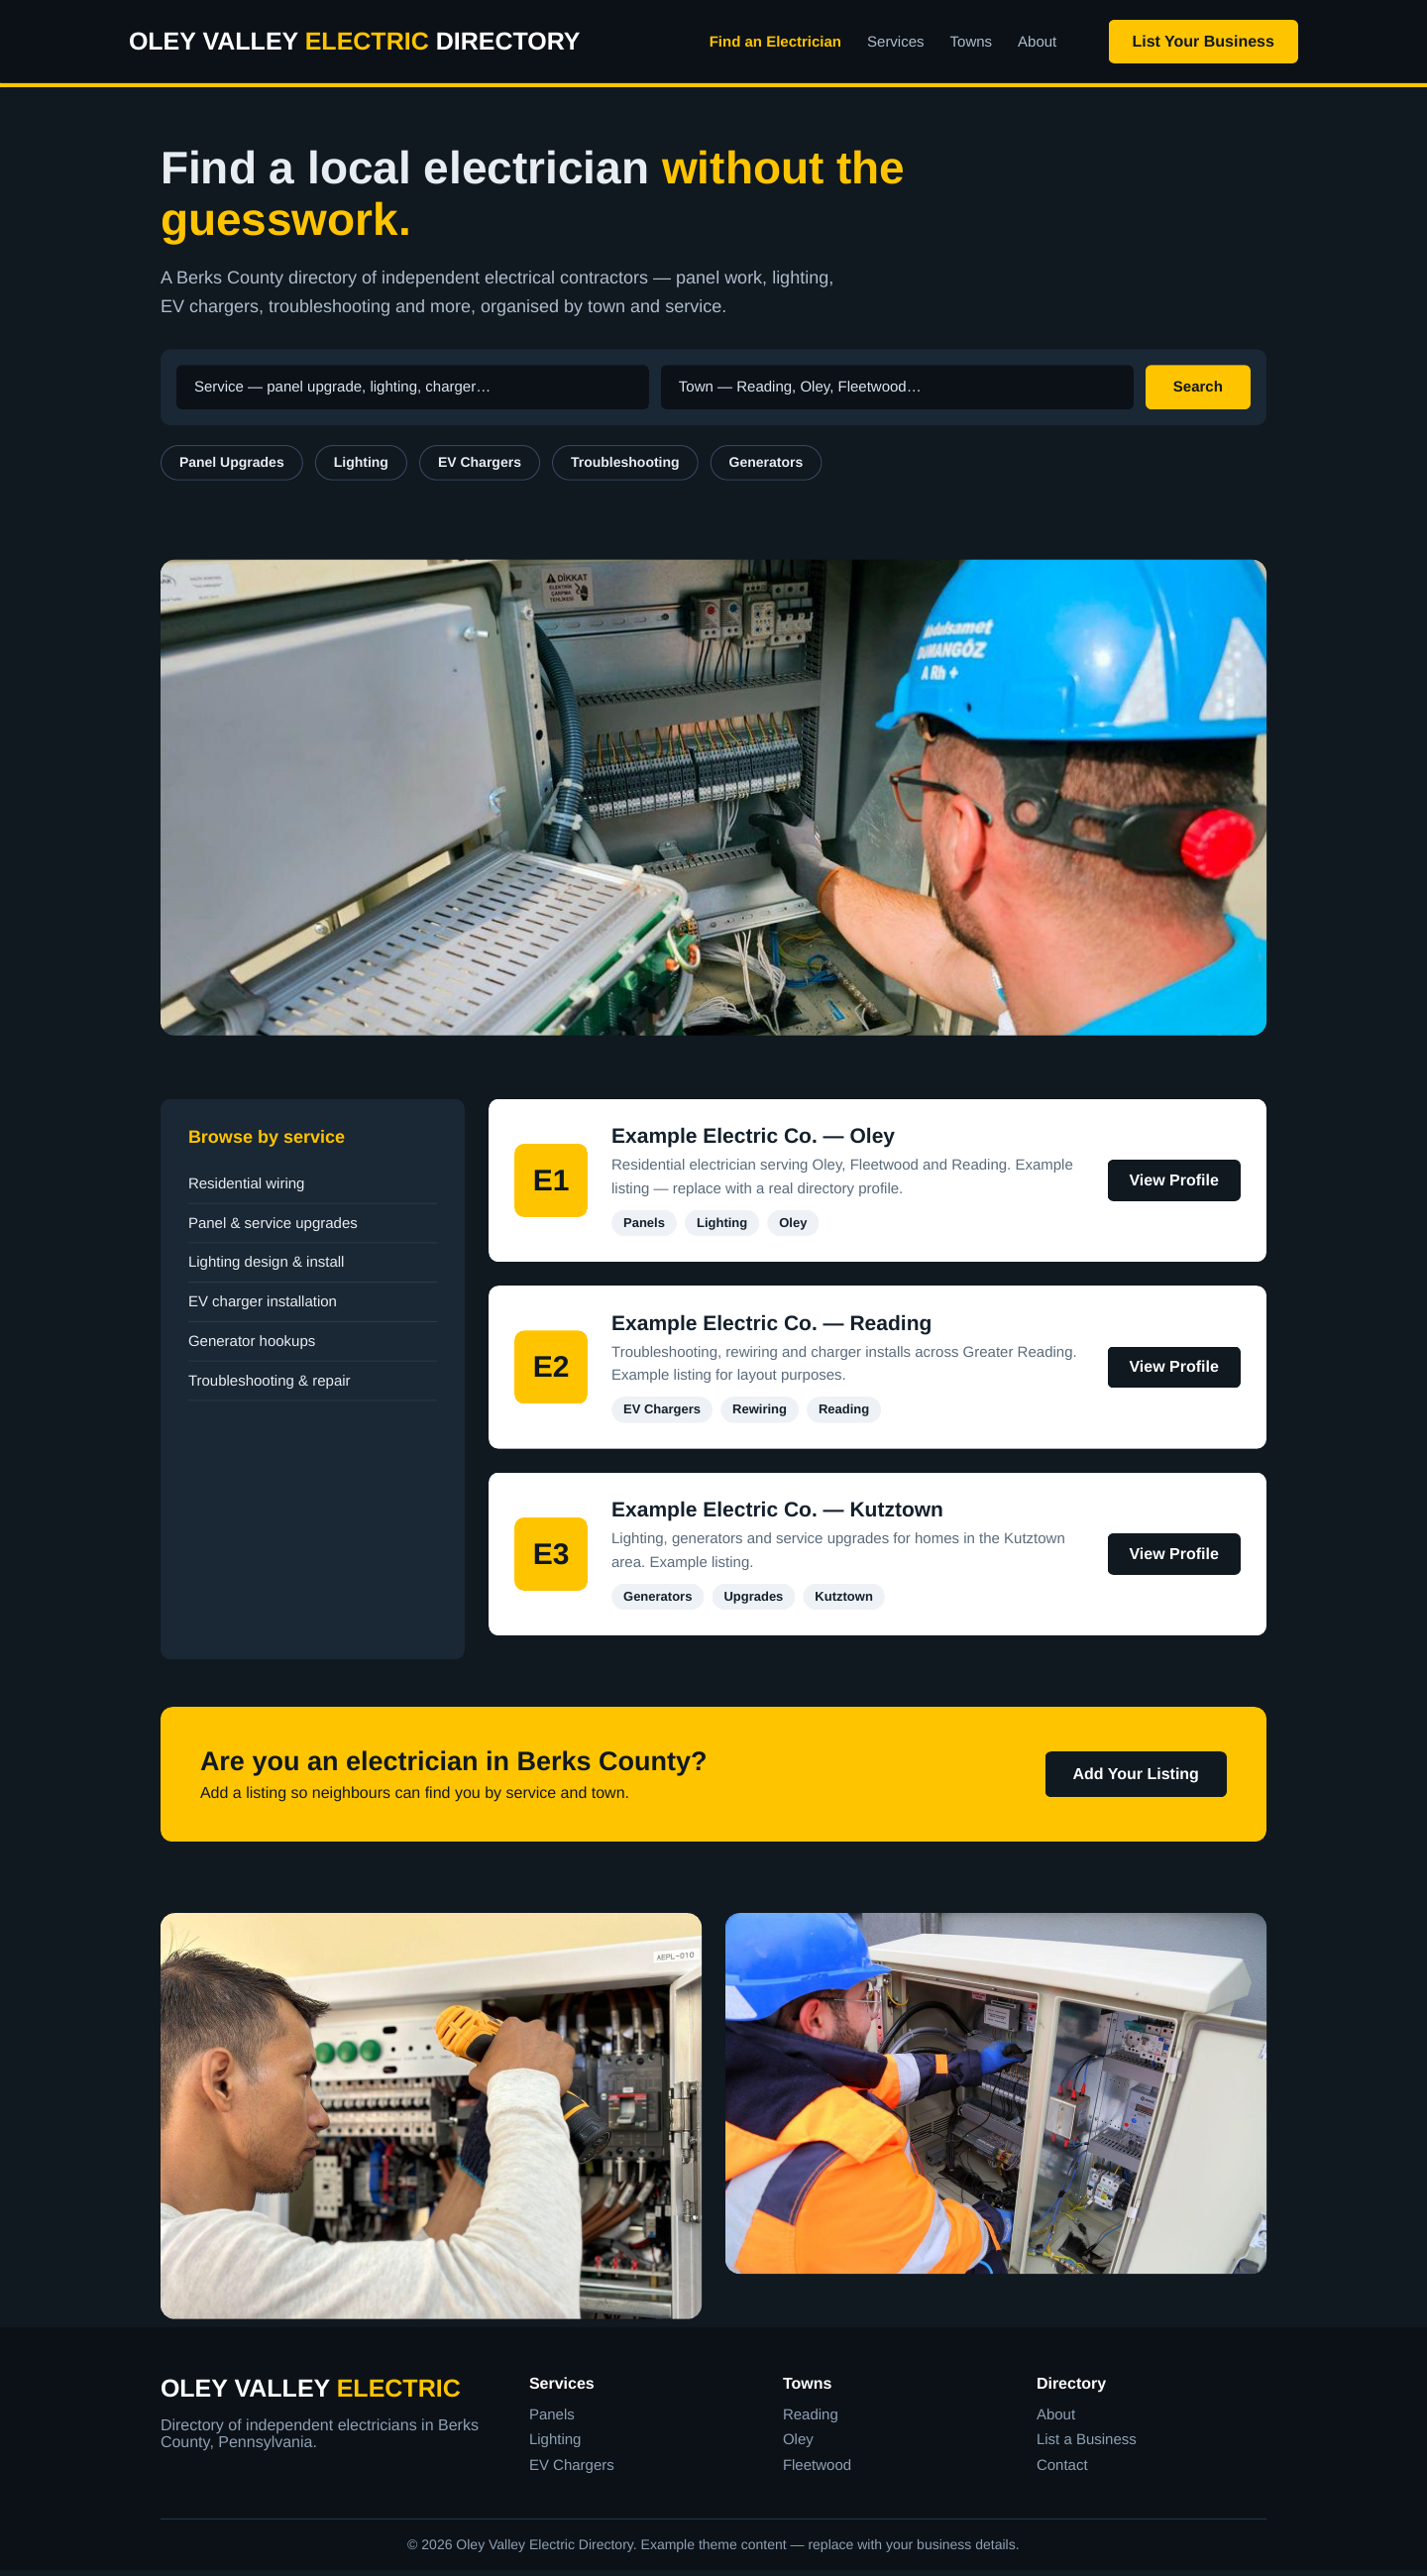 OLEY VALLEY ELECTRIC DIRECTORY
Find an Electrician
Services
Towns
About
List Your Business
Find a local electrician without the
guesswork.
A Berks County directory of independent electrical contractors — panel work, lighting,
EV chargers, troubleshooting and more, organised by town and service.
Service — panel upgrade, lighting, charger…
Town — Reading, Oley, Fleetwood…
Search
Panel Upgrades
Lighting
EV Chargers
Troubleshooting
Generators
DİKKAT
ELEKTRİK
ÇARPMA
TEHLİKESİ
Abdulsamet
DUMANGÖZ
A Rh +
Browse by service
Residential wiring
Panel & service upgrades
Lighting design & install
EV charger installation
Generator hookups
Troubleshooting & repair
E1
Example Electric Co. — Oley
Residential electrician serving Oley, Fleetwood and Reading. Example
listing — replace with a real directory profile.
Panels
Lighting
Oley
View Profile
E2
Example Electric Co. — Reading
Troubleshooting, rewiring and charger installs across Greater Reading.
Example listing for layout purposes.
EV Chargers
Rewiring
Reading
View Profile
E3
Example Electric Co. — Kutztown
Lighting, generators and service upgrades for homes in the Kutztown
area. Example listing.
Generators
Upgrades
Kutztown
View Profile
Are you an electrician in Berks County?
Add a listing so neighbours can find you by service and town.
Add Your Listing
AEPL-010
OLEY VALLEY ELECTRIC
Directory of independent electricians in Berks
County, Pennsylvania.
Services
Panels
Lighting
EV Chargers
Towns
Reading
Oley
Fleetwood
Directory
About
List a Business
Contact
© 2026 Oley Valley Electric Directory. Example theme content — replace with your business details.